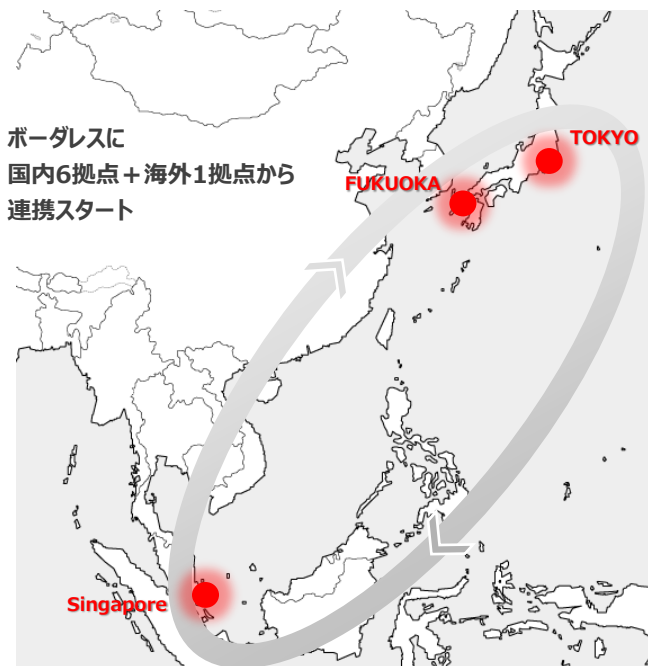 ボーダレスに
国内6拠点＋海外1拠点から
連携スタート
TOKYO
FUKUOKA
Singapore